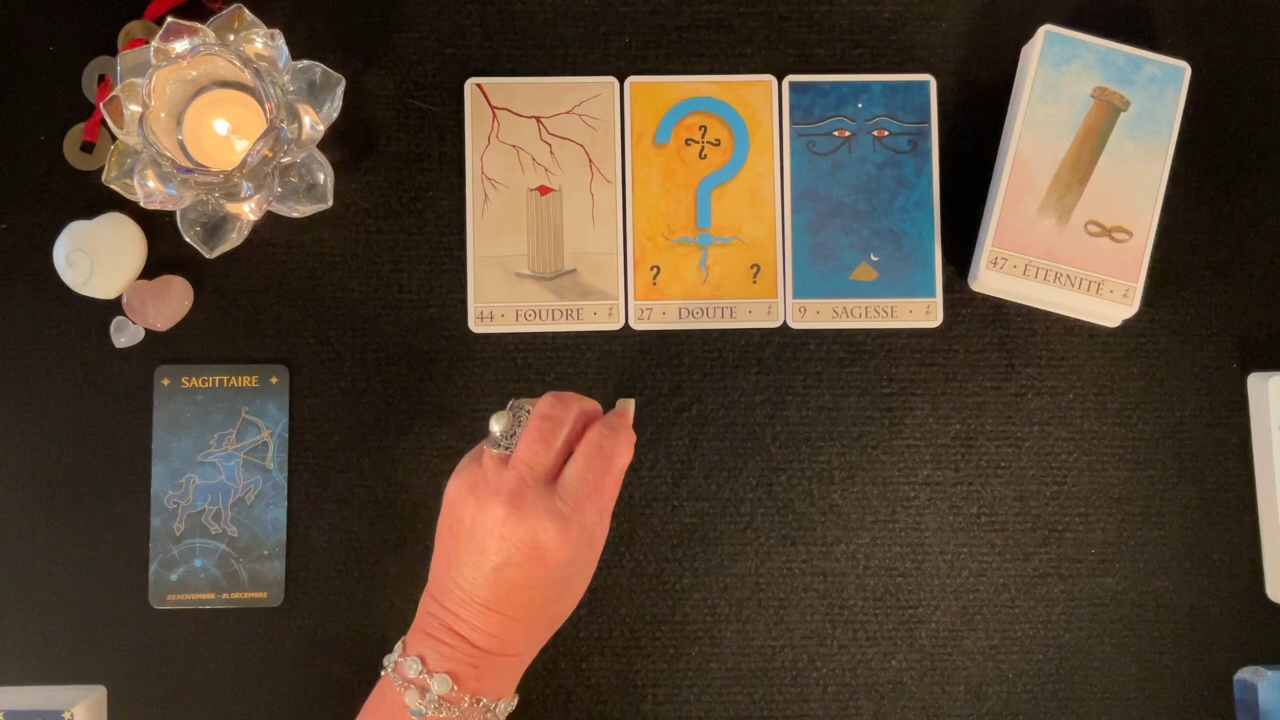 44 · FOUDRE ·
27 · DOUTE ·
?
?
9 · SAGESSE ·
47 · ÉTERNITÉ ·
SAGITTAIRE
23 NOVEMBRE - 21 DÉCEMBRE